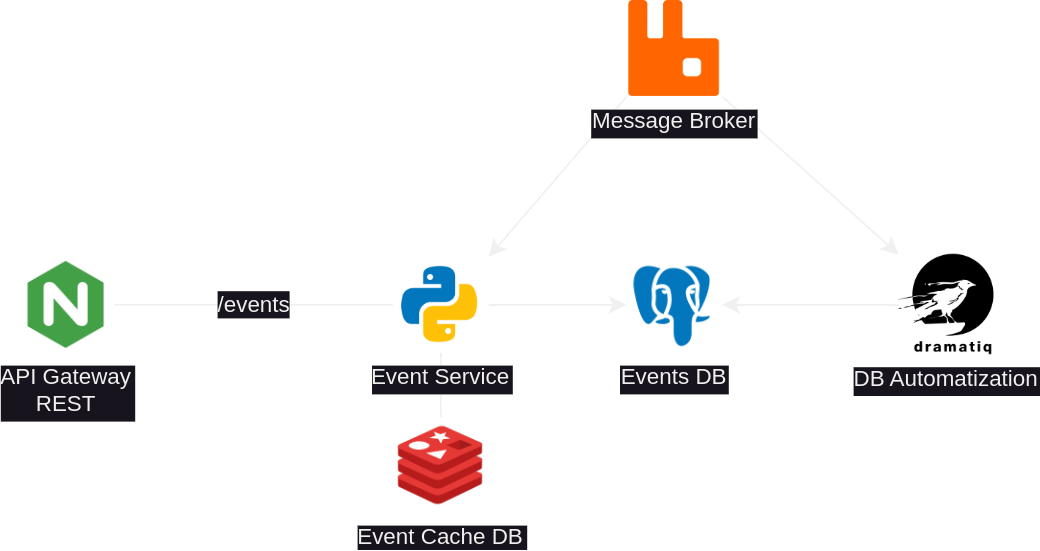 Message Broker
/events
dramatiq
API Gateway
REST
Event Service
Events DB
DB Automatization
Event Cache DB